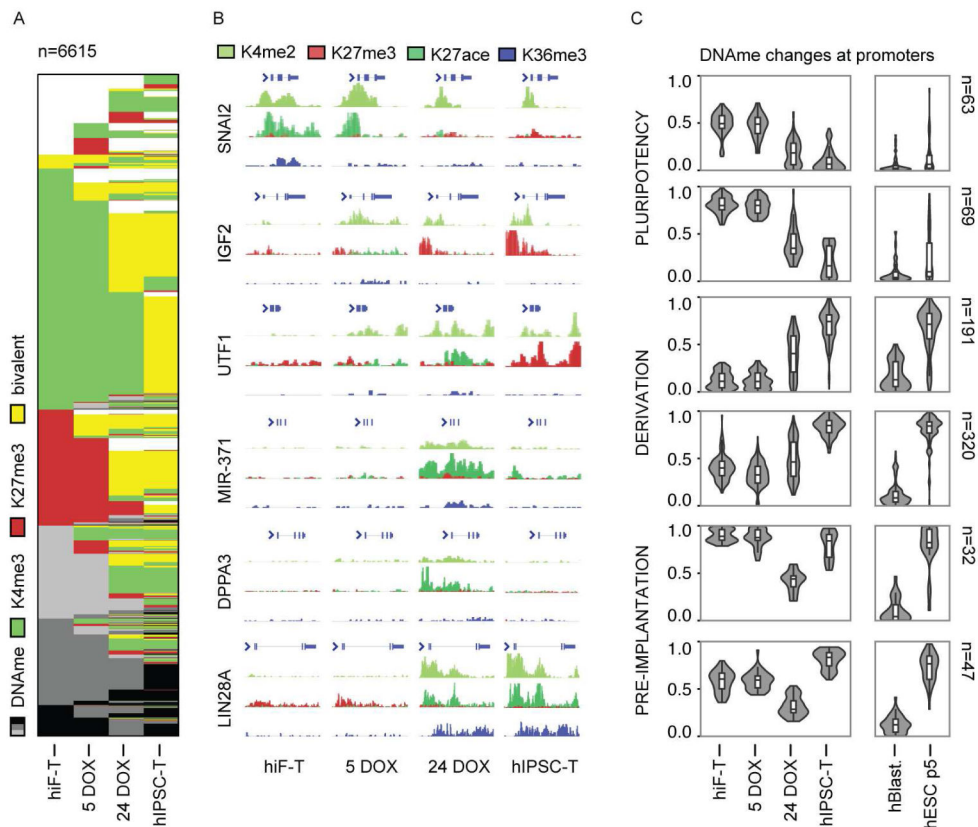 A
n=6615
DNAme
K4me3
K27me3
bivalent
hiF-T
5 DOX
24 DOX
hIPSC-T
B
K4me2 K27me3 K27ace K36me3
SNAI2
IGF2
UTF1
MIR-371
DPPA3
LIN28A
hiF-T 5 DOX 24 DOX hIPSC-T
C
DNAme changes at promoters
PLURIPOTENCY
DERIVATION
PRE-IMPLANTATION
1.0
0.5
0.0
n=63
1.0
0.5
0.0
n=69
1.0
0.5
0.0
n=191
1.0
0.5
0.0
n=320
1.0
0.5
0.0
n=32
1.0
0.5
0.0
n=47
hiF-T
5 DOX
24 DOX
hIPSC-T
hBlast.
hESC p5